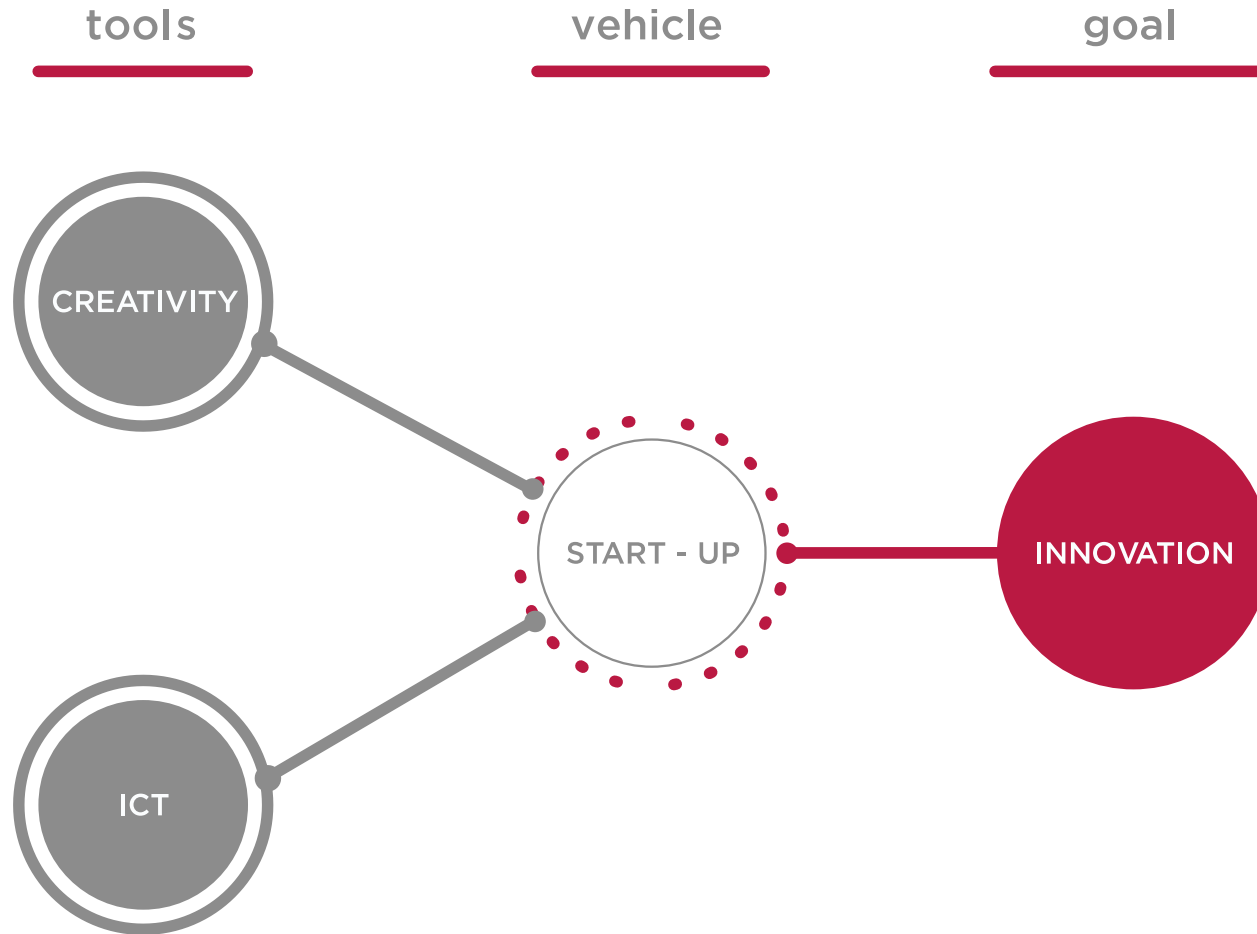 tools
vehicle
goal
CREATIVITY
START - UP
INNOVATION
ICT